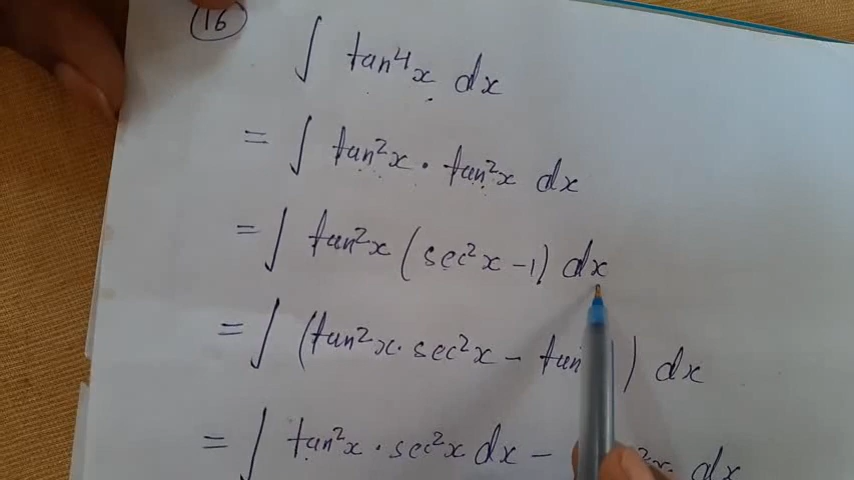 16
∫ tan⁴x dx
= ∫ tan²x · tan²x dx
= ∫ tan²x (sec²x - 1) dx
= ∫ (tan²x · sec²x - tan ) dx
= ∫ tan²x · sec²x dx - dx